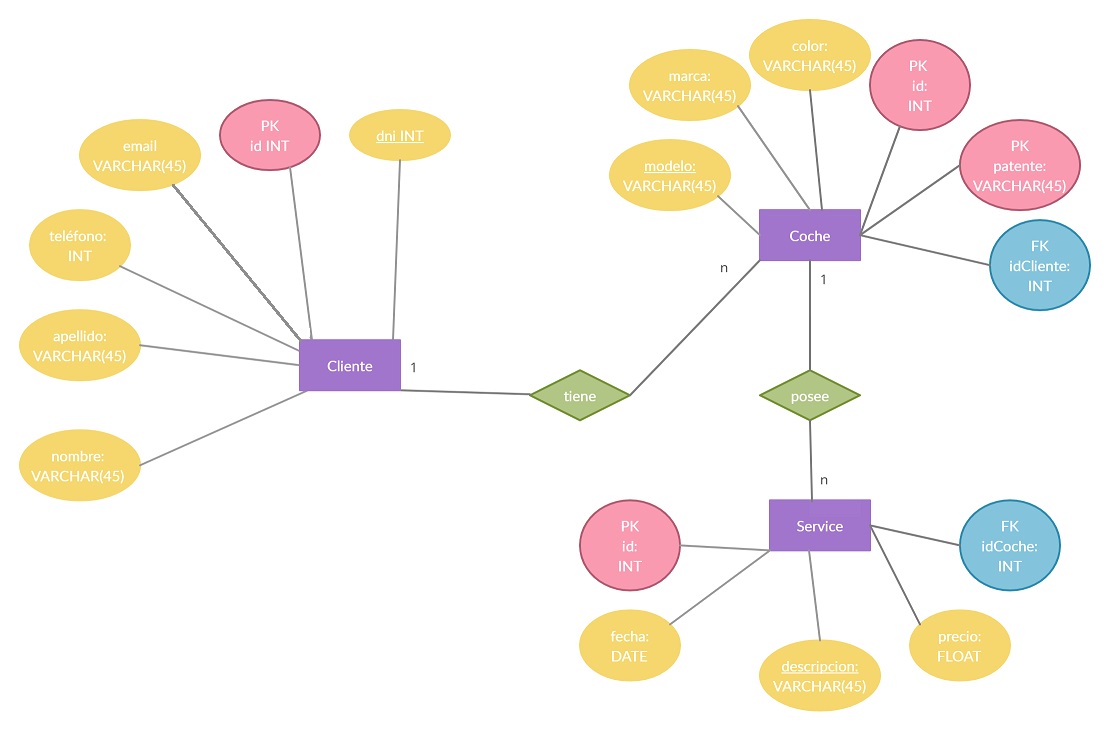 color:
VARCHAR(45)
marca:
VARCHAR(45)
PK
id:
INT
PK
patente:
VARCHAR(45)
modelo:
VARCHAR(45)
FK
idCliente:
INT
Coche
PK
id INT
dni INT
email
VARCHAR(45)
teléfono:
INT
apellido:
VARCHAR(45)
nombre:
VARCHAR(45)
Cliente
1
tiene
n
1
posee
n
Service
PK
id:
INT
FK
idCoche:
INT
fecha:
DATE
descripcion:
VARCHAR(45)
precio:
FLOAT